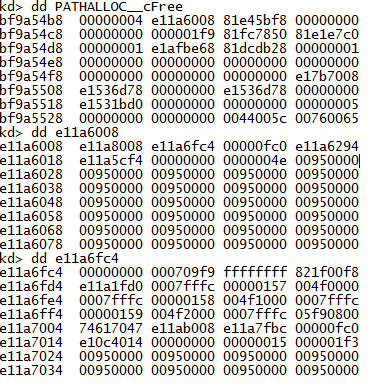 kd> dd PATHALLOC__cFree
bf9a54b8  00000004 e11a6008 81e45bf8 00000000
bf9a54c8  00000000 000001f9 81fc7850 81e1e7c0
bf9a54d8  00000001 e1afbe68 81dcdb28 00000001
bf9a54e8  00000000 00000000 00000000 00000000
bf9a54f8  00000000 00000000 00000000 e17b7008
bf9a5508  e1536d78 00000000 e1536d78 00000000
bf9a5518  e1531bd0 00000000 00000000 00000005
bf9a5528  00000000 00000000 0044005c 00760065
kd> dd e11a6008
e11a6008  e11a8008 e11a6fc4 00000fc0 e11a6294
e11a6018  e11a5cf4 00000000 0000004e 00950000
e11a6028  00950000 00950000 00950000 00950000
e11a6038  00950000 00950000 00950000 00950000
e11a6048  00950000 00950000 00950000 00950000
e11a6058  00950000 00950000 00950000 00950000
e11a6068  00950000 00950000 00950000 00950000
e11a6078  00950000 00950000 00950000 00950000
kd> dd e11a6fc4
e11a6fc4  00000000 000709f9 ffffffff 821f00f8
e11a6fd4  e11a1fd0 0007fffc 00000157 004f0000
e11a6fe4  0007fffc 00000158 004f1000 0007fffc
e11a6ff4  00000159 004f2000 0007fffc 05f90800
e11a7004  74617047 e11ab008 e11a7fbc 00000fc0
e11a7014  e10c4014 00000000 00000015 000001f3
e11a7024  00950000 00950000 00950000 00950000
e11a7034  00950000 00950000 00950000 00950000